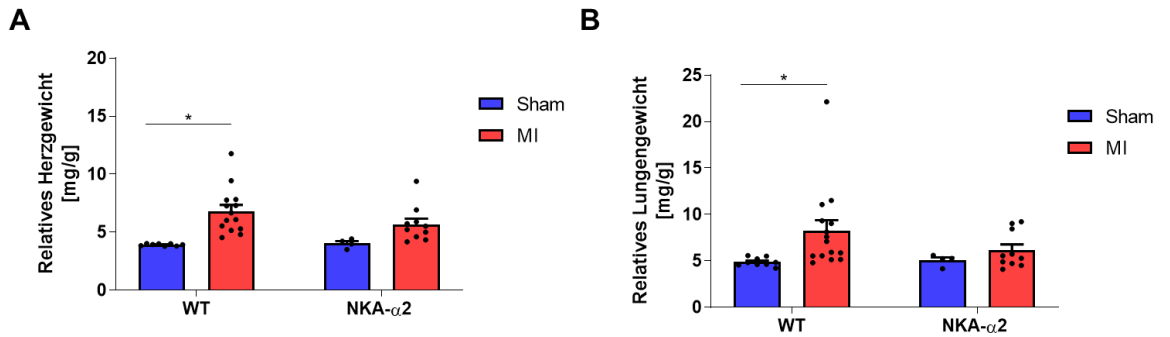 A
Relatives Herzgewicht
[mg/g]
20
15
10
5
0
*
WT
NKA-α2
Sham
MI
B
Relatives Lungengewicht
[mg/g]
25
20
15
10
5
0
*
WT
NKA-α2
Sham
MI